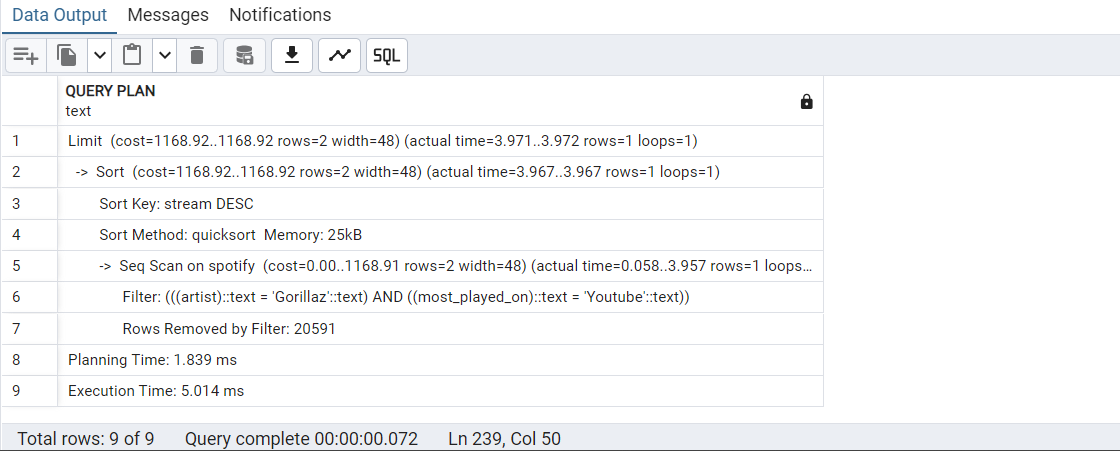 Data Output Messages Notifications
SQL
QUERY PLAN
text
1 Limit (cost=1168.92..1168.92 rows=2 width=48) (actual time=3.971..3.972 rows=1 loops=1)
2 -> Sort (cost=1168.92..1168.92 rows=2 width=48) (actual time=3.967..3.967 rows=1 loops=1)
3 Sort Key: stream DESC
4 Sort Method: quicksort Memory: 25kB
5 -> Seq Scan on spotify (cost=0.00..1168.91 rows=2 width=48) (actual time=0.058..3.957 rows=1 loops...
6 Filter: (((artist)::text = 'Gorillaz'::text) AND ((most_played_on)::text = 'Youtube'::text))
7 Rows Removed by Filter: 20591
8 Planning Time: 1.839 ms
9 Execution Time: 5.014 ms
Total rows: 9 of 9 Query complete 00:00:00.072 Ln 239, Col 50